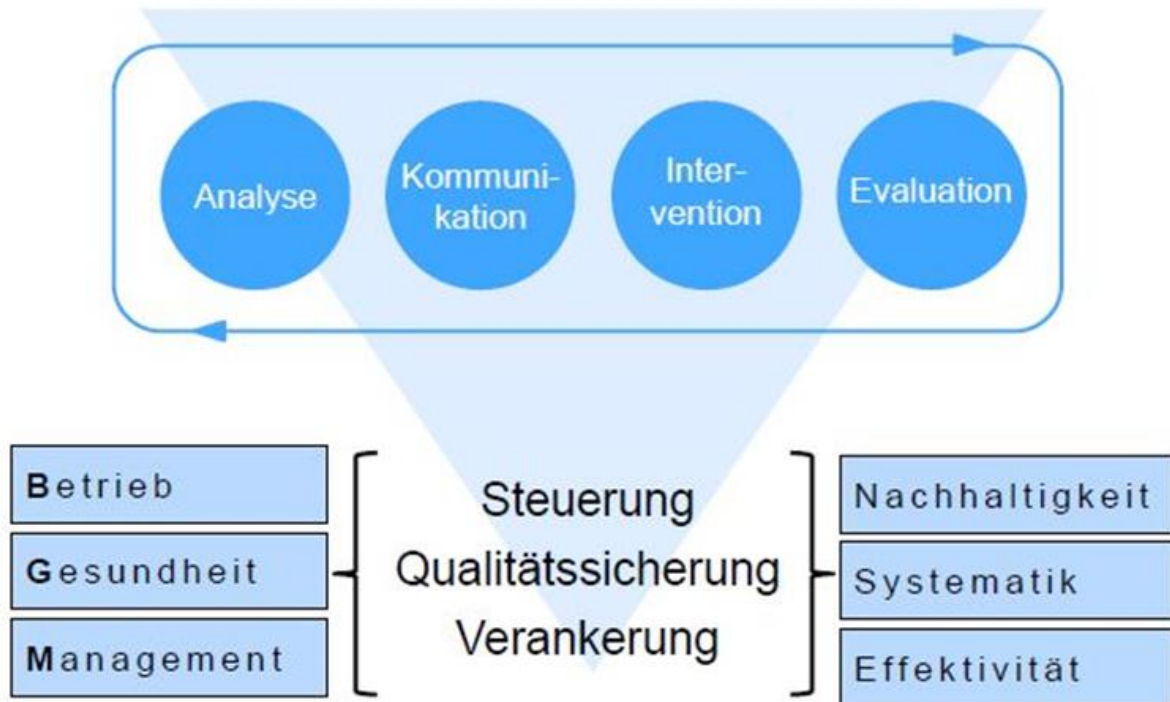 Analyse
Kommuni-
kation
Inter-
vention
Evaluation
Betrieb
Gesundheit
Management
Steuerung
Qualitätssicherung
Verankerung
Nachhaltigkeit
Systematik
Effektivität